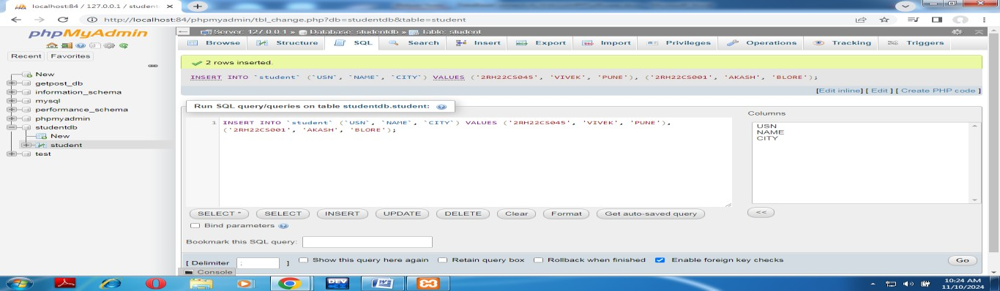 localhost:84 / 127.0.0.1 / student
http://localhost:84/phpmyadmin/tbl_change.php?db=studentdb&table=student
phpMyAdmin
Recent Favorites
New
getpost_db
information_schema
mysql
performance_schema
phpmyadmin
studentdb
New
student
test
Server: 127.0.0.1 » Database: studentdb » Table: student
Browse Structure SQL Search Insert Export Import Privileges Operations Tracking Triggers
2 rows inserted.
INSERT INTO `student` (`USN`, `NAME`, `CITY`) VALUES ('2RH22CS045', 'VIVEK', 'PUNE'), ('2RH22CS001', 'AKASH', 'BLORE');
[Edit inline] [ Edit ] [ Create PHP code ]
Run SQL query/queries on table studentdb.student:
1 INSERT INTO `student` (`USN`, `NAME`, `CITY`) VALUES ('2RH22CS045', 'VIVEK', 'PUNE'),
('2RH22CS001', 'AKASH', 'BLORE');
Columns
USN
NAME
CITY
SELECT * SELECT INSERT UPDATE DELETE Clear Format Get auto-saved query <<
Bind parameters
Bookmark this SQL query:
[ Delimiter ; ] Show this query here again Retain query box Rollback when finished Enable foreign key checks Go
Console
DEV
10:24 AM
11/10/2024